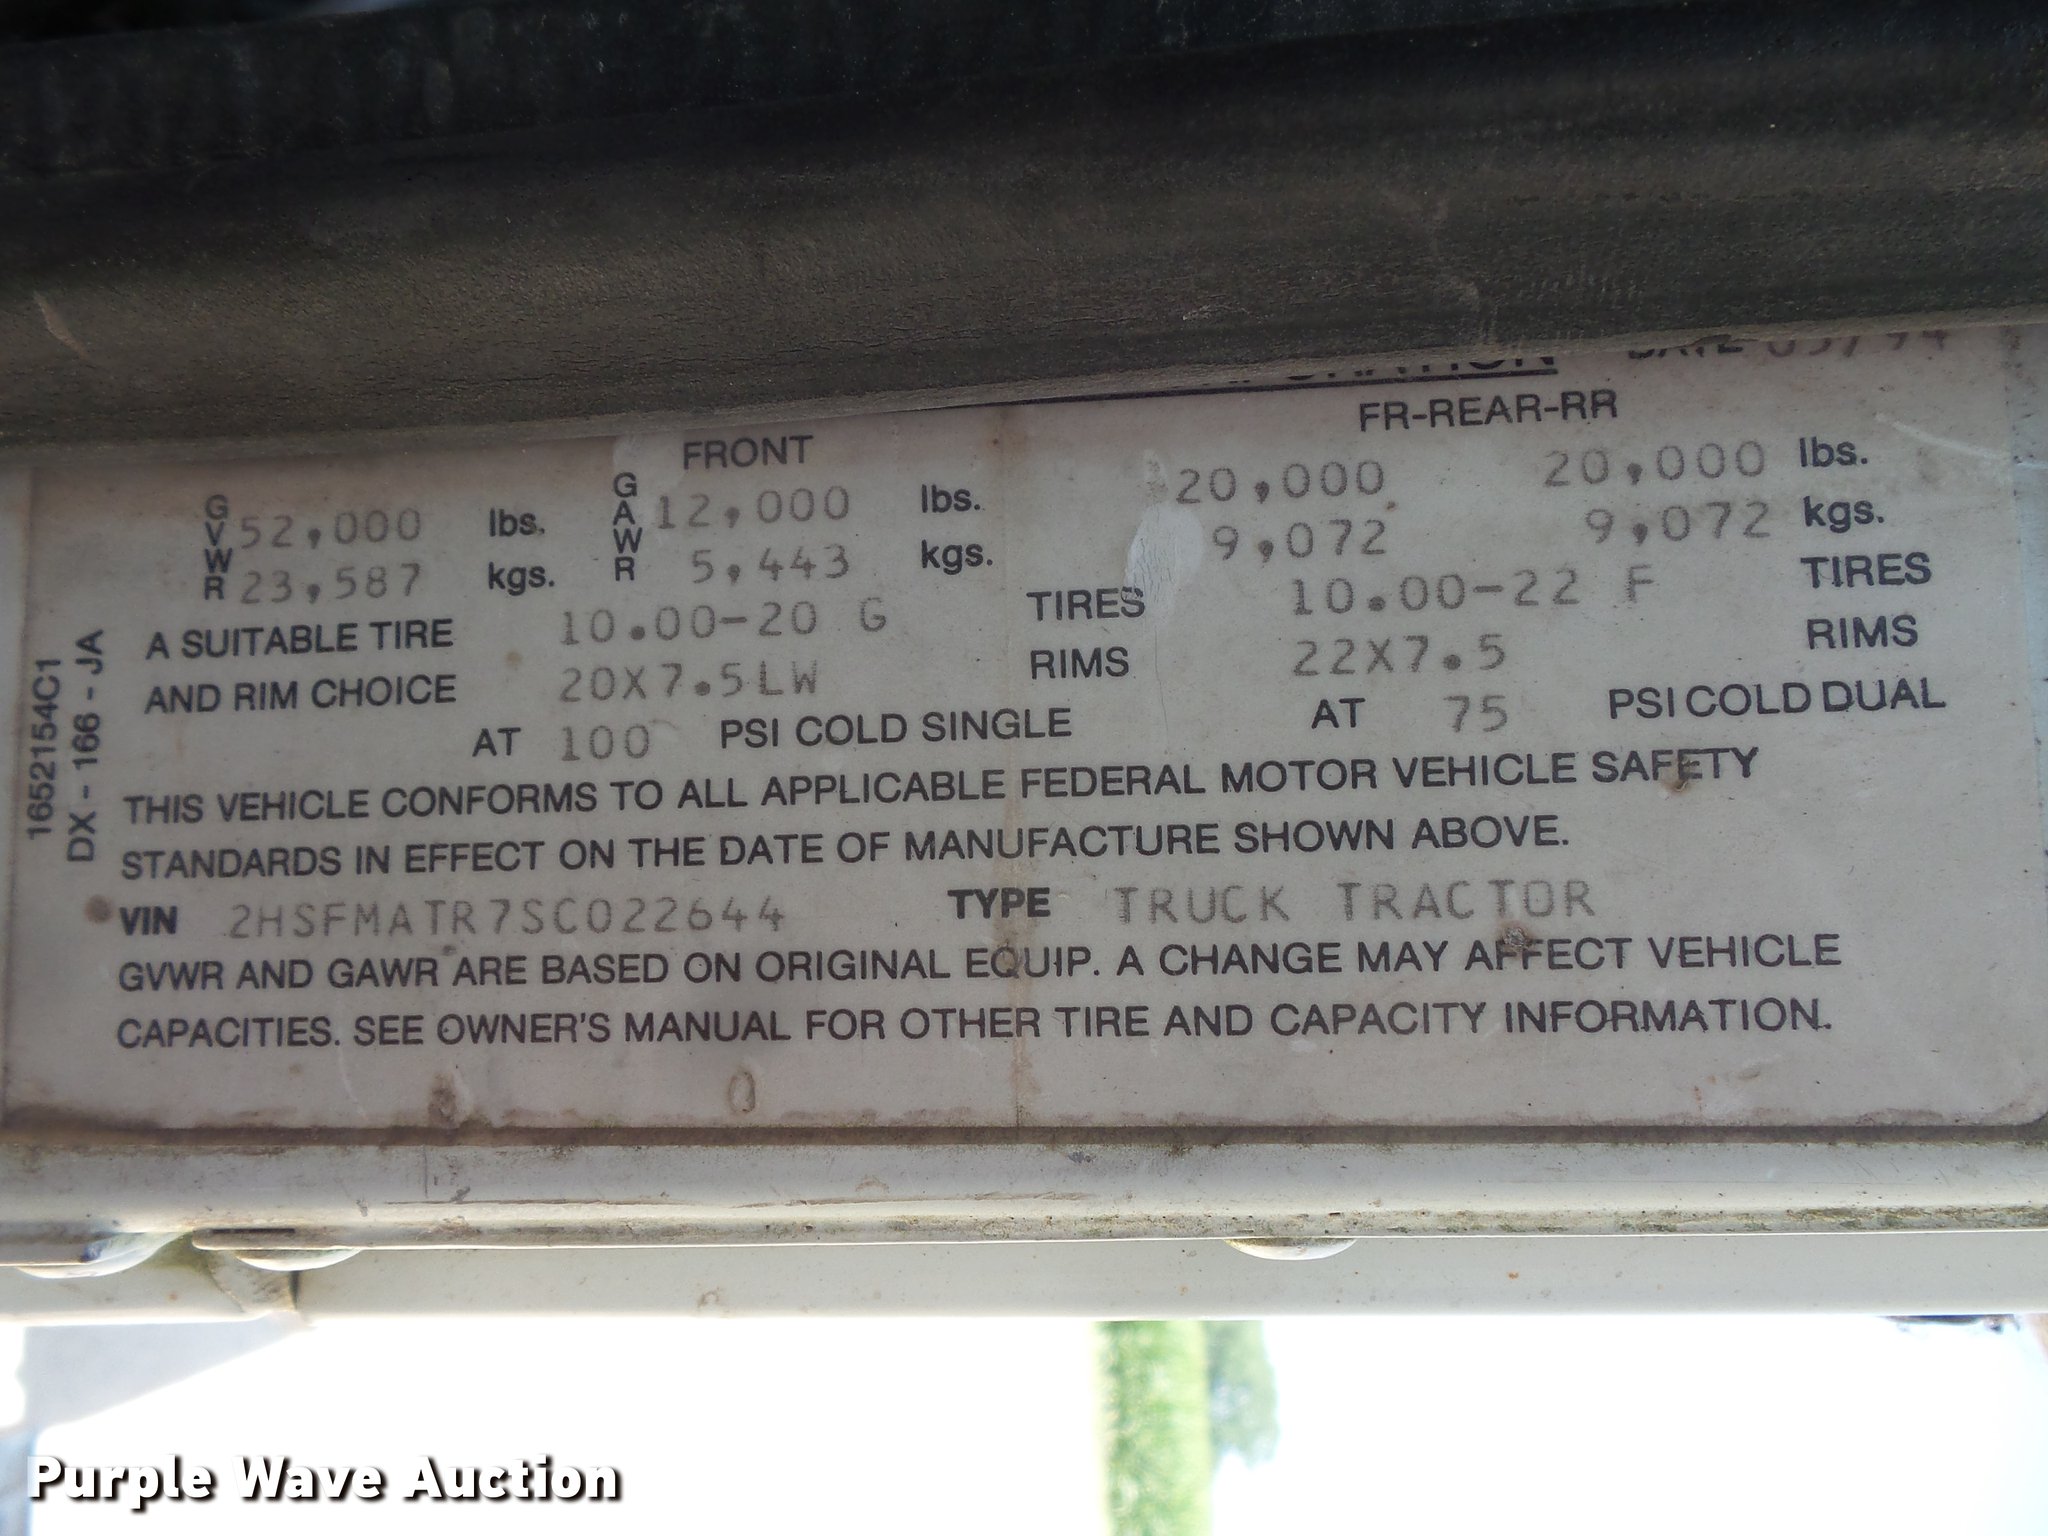 DATE 05/94
FRONT FR-REAR-RR
GVWR 52,000 lbs. GAWR 12,000 lbs. 20,000 20,000 lbs.
23,587 kgs. 5,443 kgs. 9,072 9,072 kgs.
A SUITABLE TIRE 10.00-20 G TIRES 10.00-22 F TIRES
AND RIM CHOICE 20X7.5LW RIMS 22X7.5 RIMS
AT 100 PSI COLD SINGLE AT 75 PSI COLD DUAL
THIS VEHICLE CONFORMS TO ALL APPLICABLE FEDERAL MOTOR VEHICLE SAFETY
STANDARDS IN EFFECT ON THE DATE OF MANUFACTURE SHOWN ABOVE.
VIN 2HSFMATR7SC022644 TYPE TRUCK TRACTOR
GVWR AND GAWR ARE BASED ON ORIGINAL EQUIP. A CHANGE MAY AFFECT VEHICLE
CAPACITIES. SEE OWNER'S MANUAL FOR OTHER TIRE AND CAPACITY INFORMATION.
1652154C1
DX - 166 - JA
Purple Wave Auction